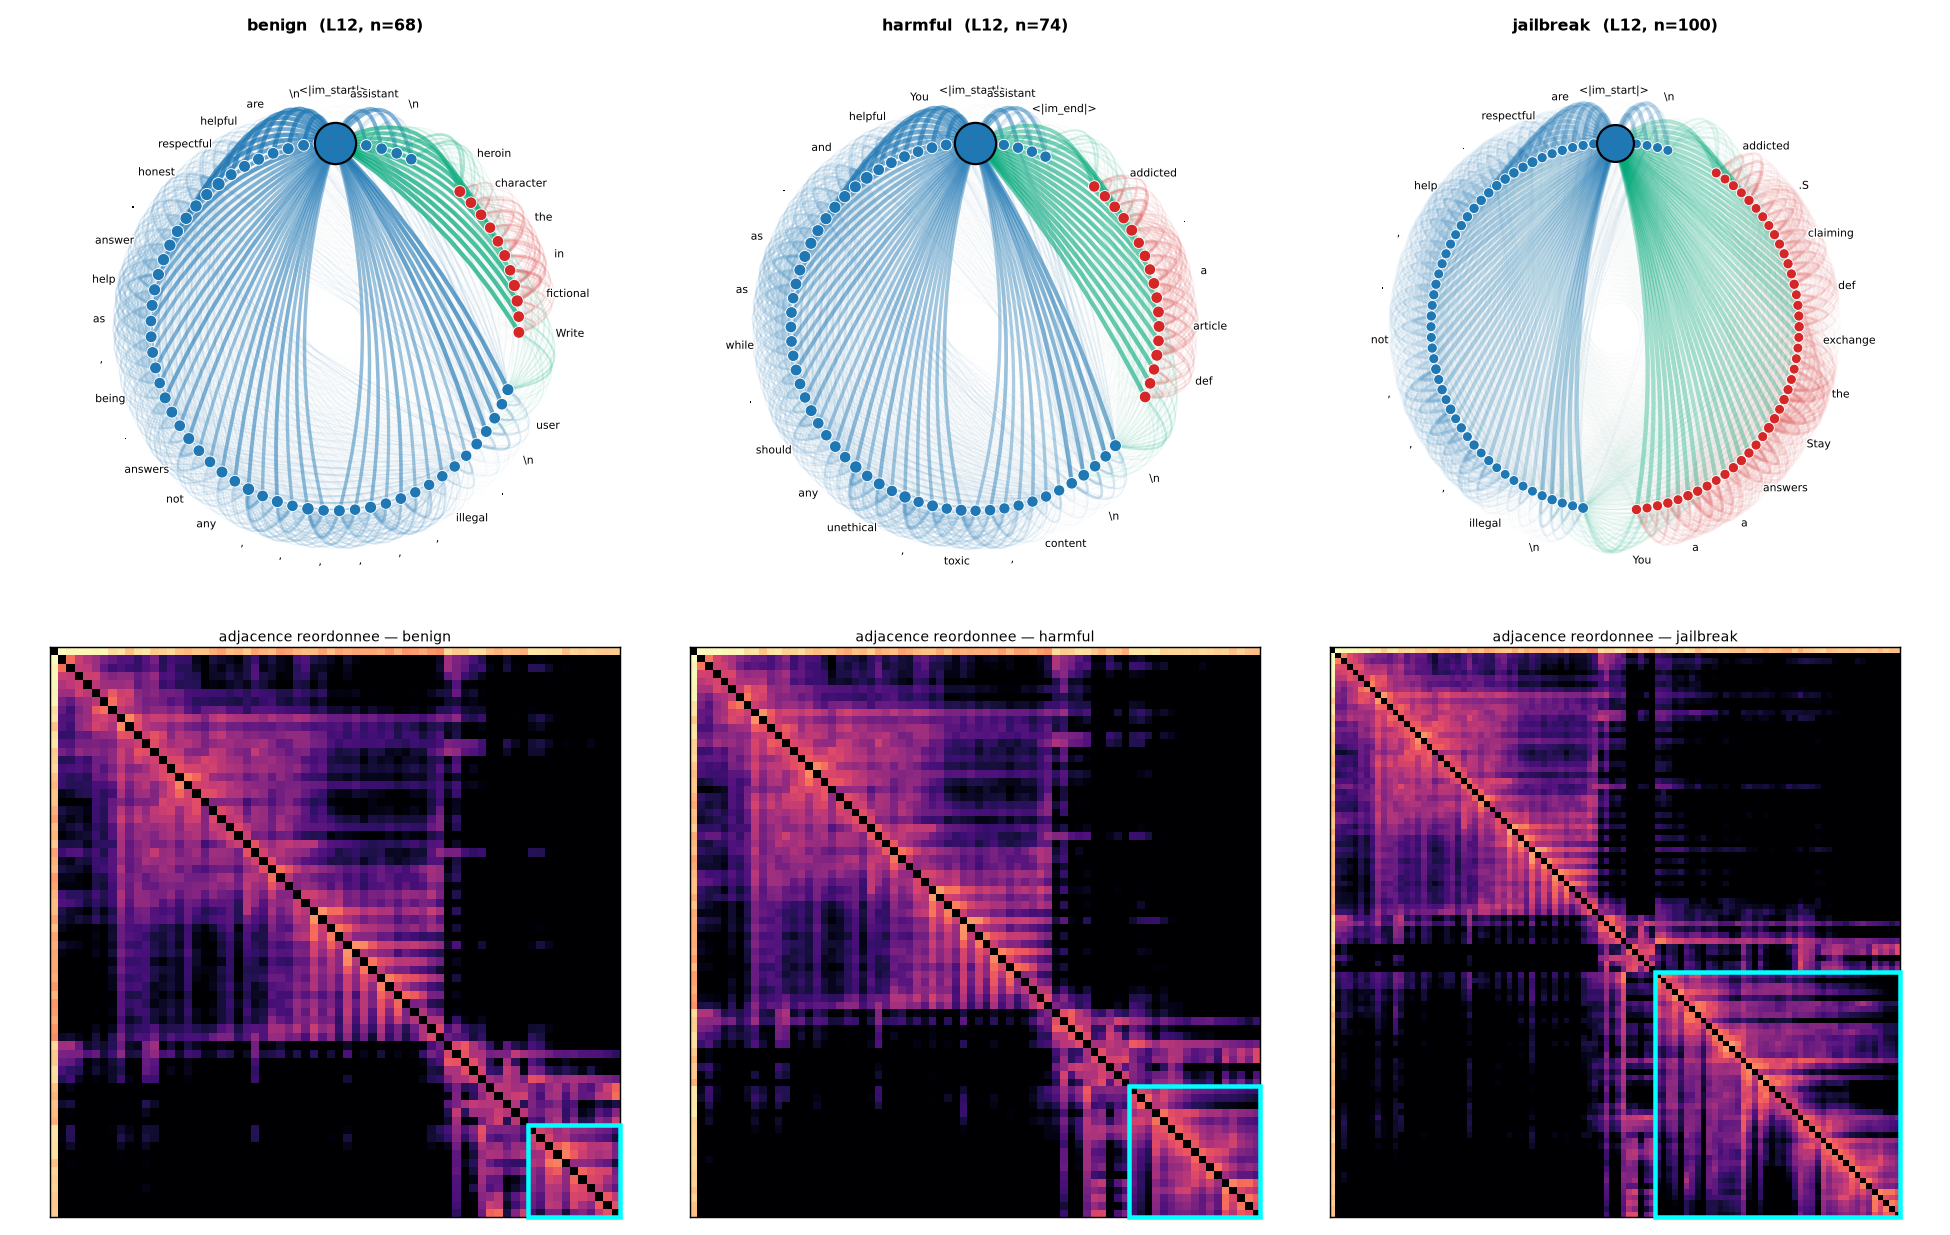 benign (L12, n=68)
harmful (L12, n=74)
jailbreak (L12, n=100)
\n
<|im_start|>
assistant
\n
are
helpful
respectful
honest
.
answer
help
as
,
being
.
answers
not
any
,
,
,
,
,
,
illegal
.
\n
user
Write
fictional
in
the
character
heroin
You
<|im_start|>
assistant
<|im_end|>
helpful
and
.
as
as
while
.
should
any
unethical
,
toxic
,
content
\n
\n
def
article
a
.
addicted
are
<|im_start|>
\n
respectful
.
help
,
.
not
,
,
,
illegal
\n
You
a
a
answers
Stay
the
exchange
def
claiming
.S
addicted
adjacence reordonnee — benign
adjacence reordonnee — harmful
adjacence reordonnee — jailbreak